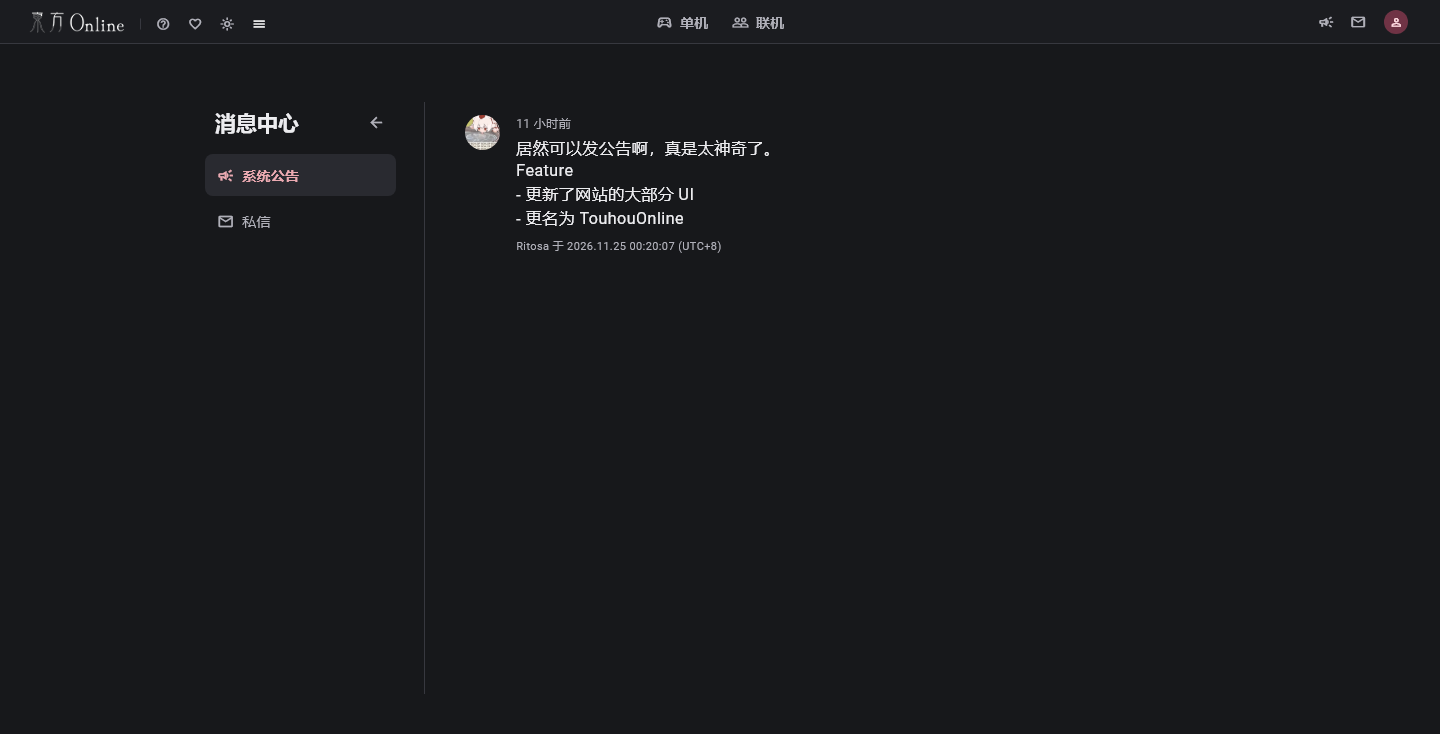 東方Online
单机
联机
消息中心
系统公告
私信
11 小时前
居然可以发公告啊，真是太神奇了。
Feature
- 更新了网站的大部分 UI
- 更名为 TouhouOnline
Ritosa 于 2026.11.25 00:20:07 (UTC+8)